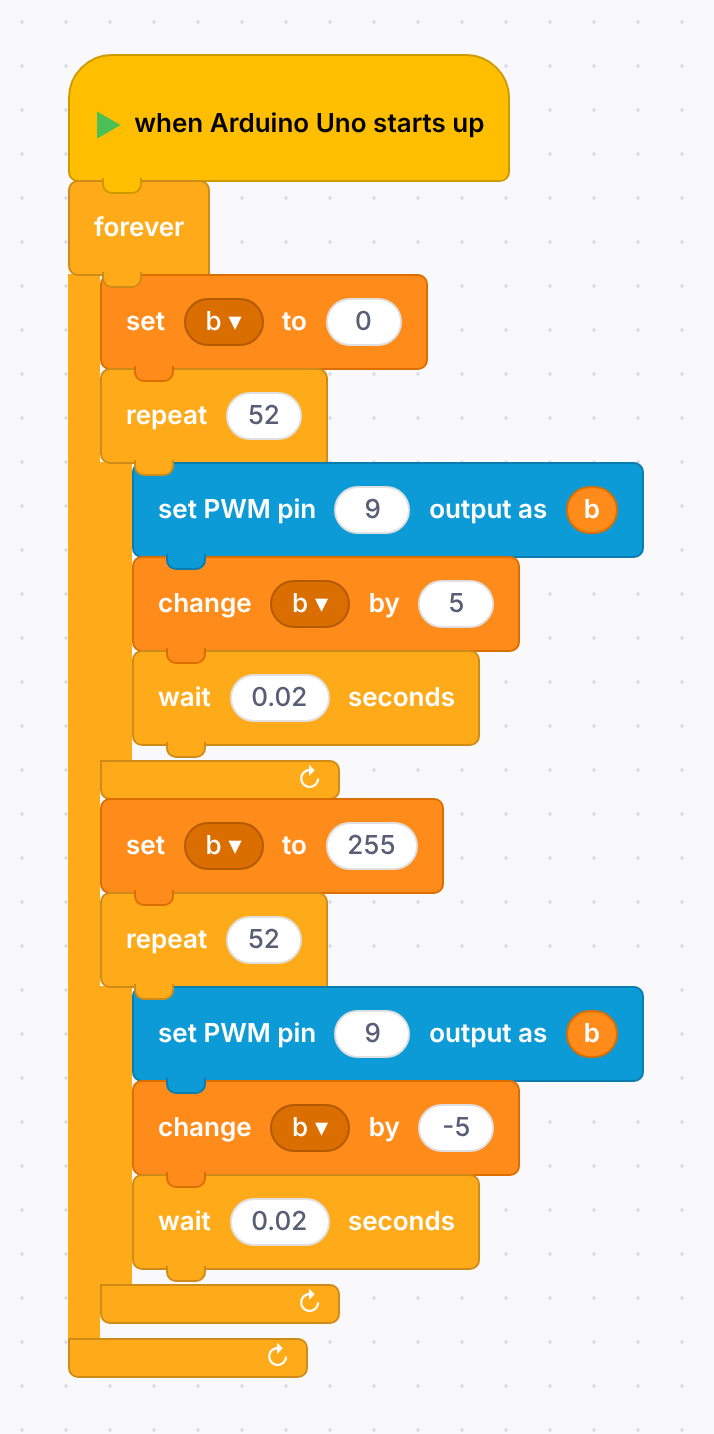 when Arduino Uno starts up
forever
set b ▾ to 0
repeat 52
set PWM pin 9 output as b
change b ▾ by 5
wait 0.02 seconds
set b ▾ to 255
repeat 52
set PWM pin 9 output as b
change b ▾ by -5
wait 0.02 seconds